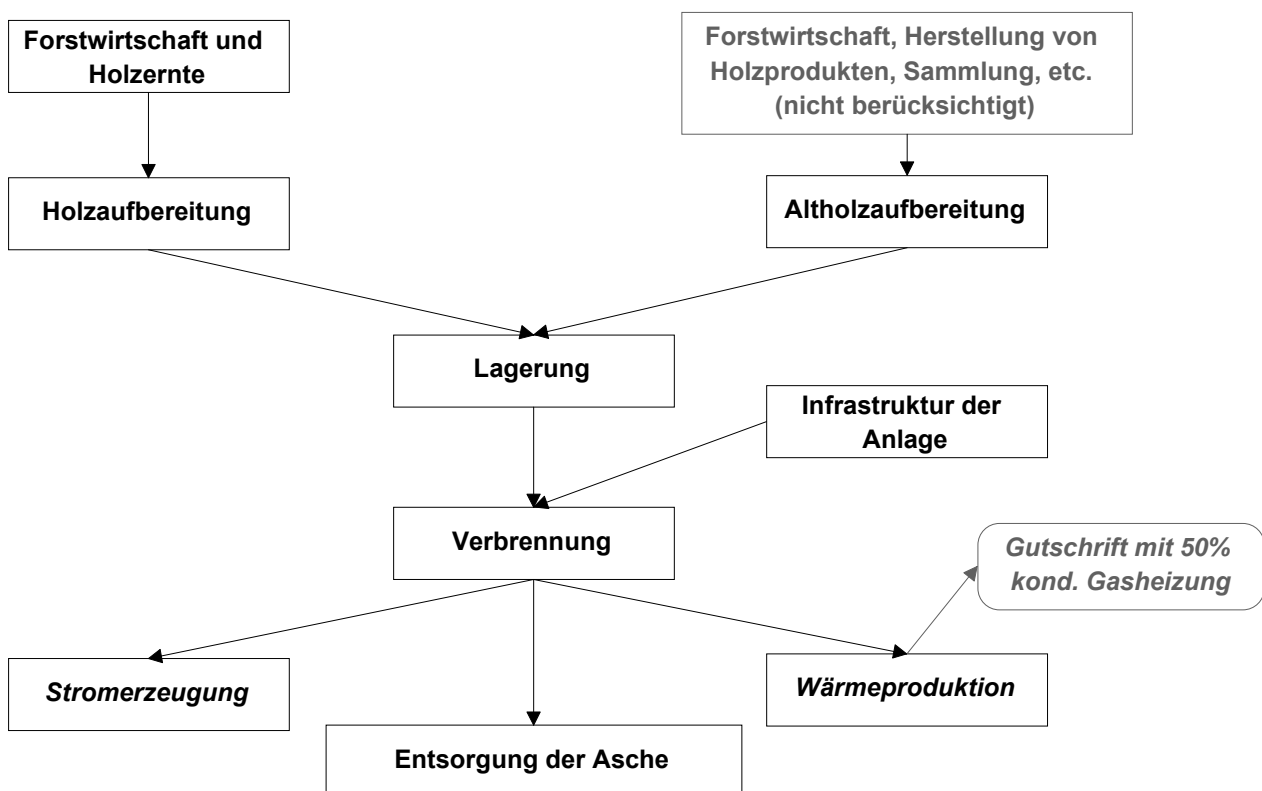 Forstwirtschaft und
Holzernte
Forstwirtschaft, Herstellung von
Holzprodukten, Sammlung, etc.
(nicht berücksichtigt)
Holzaufbereitung
Altholzaufbereitung
Lagerung
Infrastruktur der
Anlage
Verbrennung
Gutschrift mit 50%
kond. Gasheizung
Stromerzeugung
Wärmeproduktion
Entsorgung der Asche